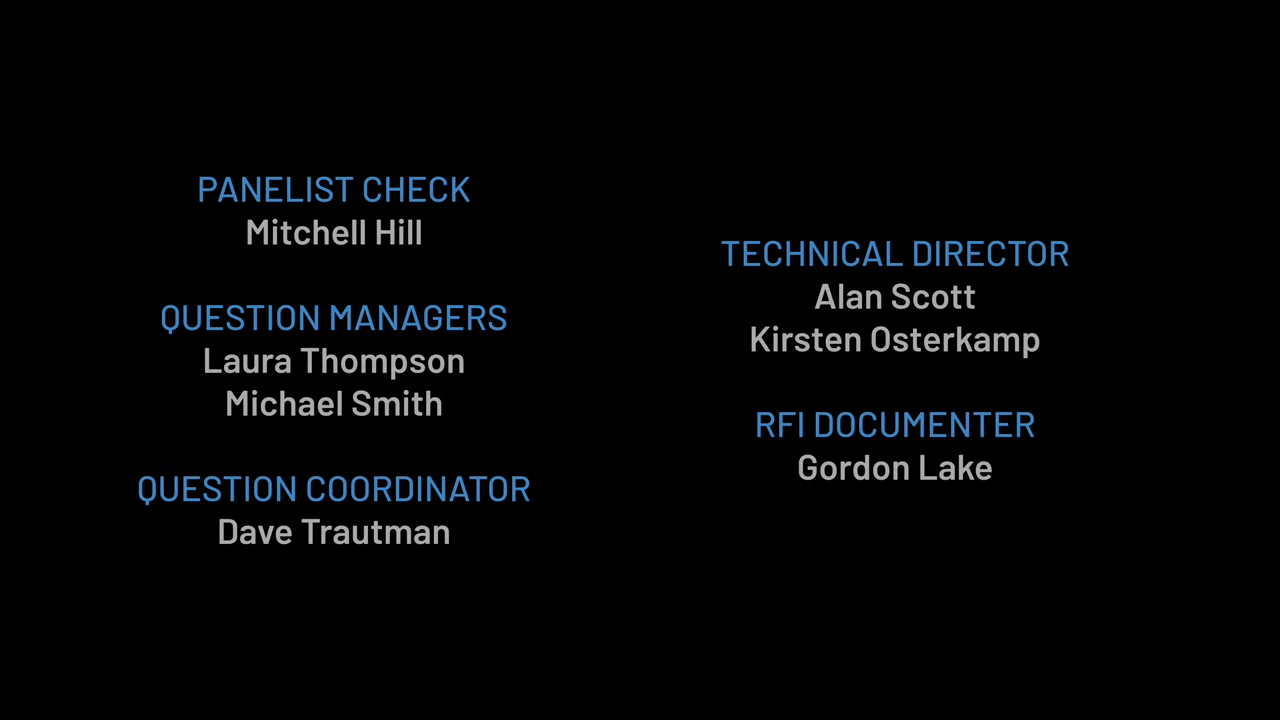 PANELIST CHECK
Mitchell Hill
QUESTION MANAGERS
Laura Thompson
Michael Smith
QUESTION COORDINATOR
Dave Trautman
TECHNICAL DIRECTOR
Alan Scott
Kirsten Osterkamp
RFI DOCUMENTER
Gordon Lake